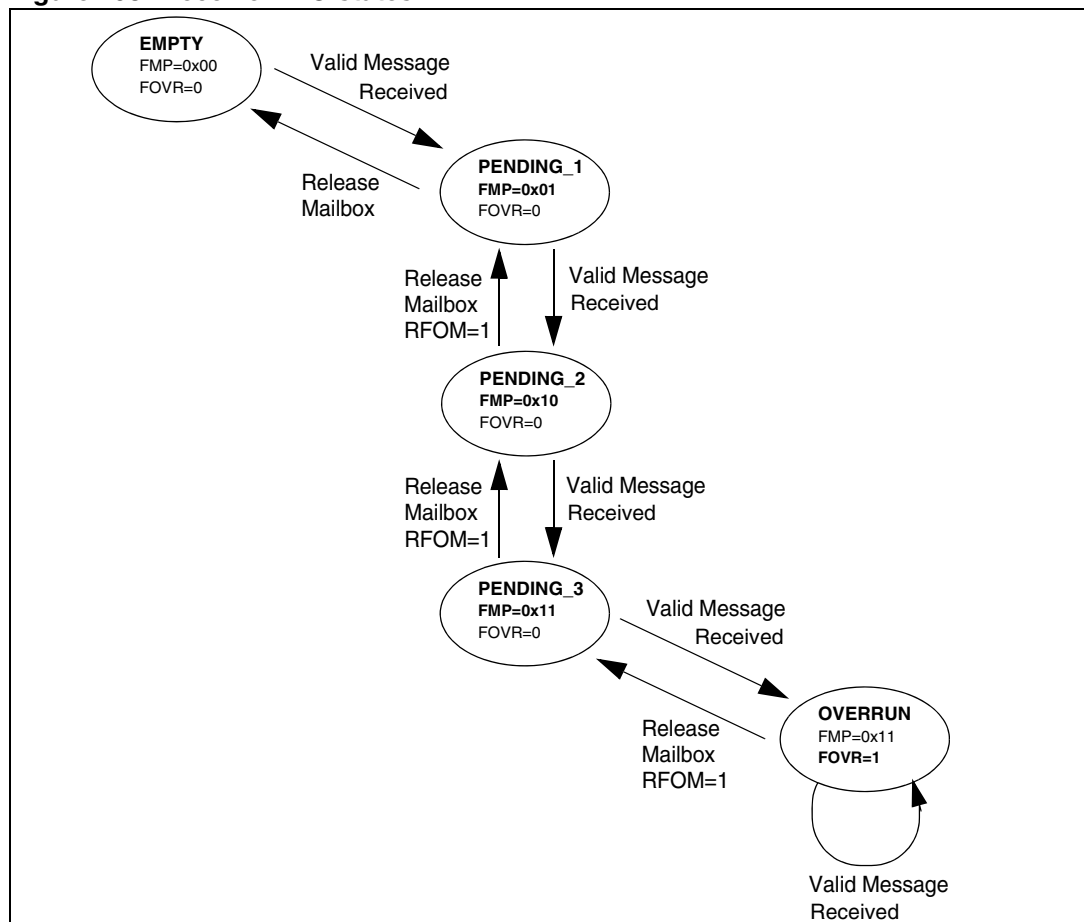 EMPTY
FMP=0x00
FOVR=0
Valid Message
Received
Release
Mailbox
PENDING_1
FMP=0x01
FOVR=0
Release
Mailbox
RFOM=1
Valid Message
Received
PENDING_2
FMP=0x10
FOVR=0
Release
Mailbox
RFOM=1
Valid Message
Received
PENDING_3
FMP=0x11
FOVR=0
Valid Message
Received
Release
Mailbox
RFOM=1
OVERRUN
FMP=0x11
FOVR=1
Valid Message
Received